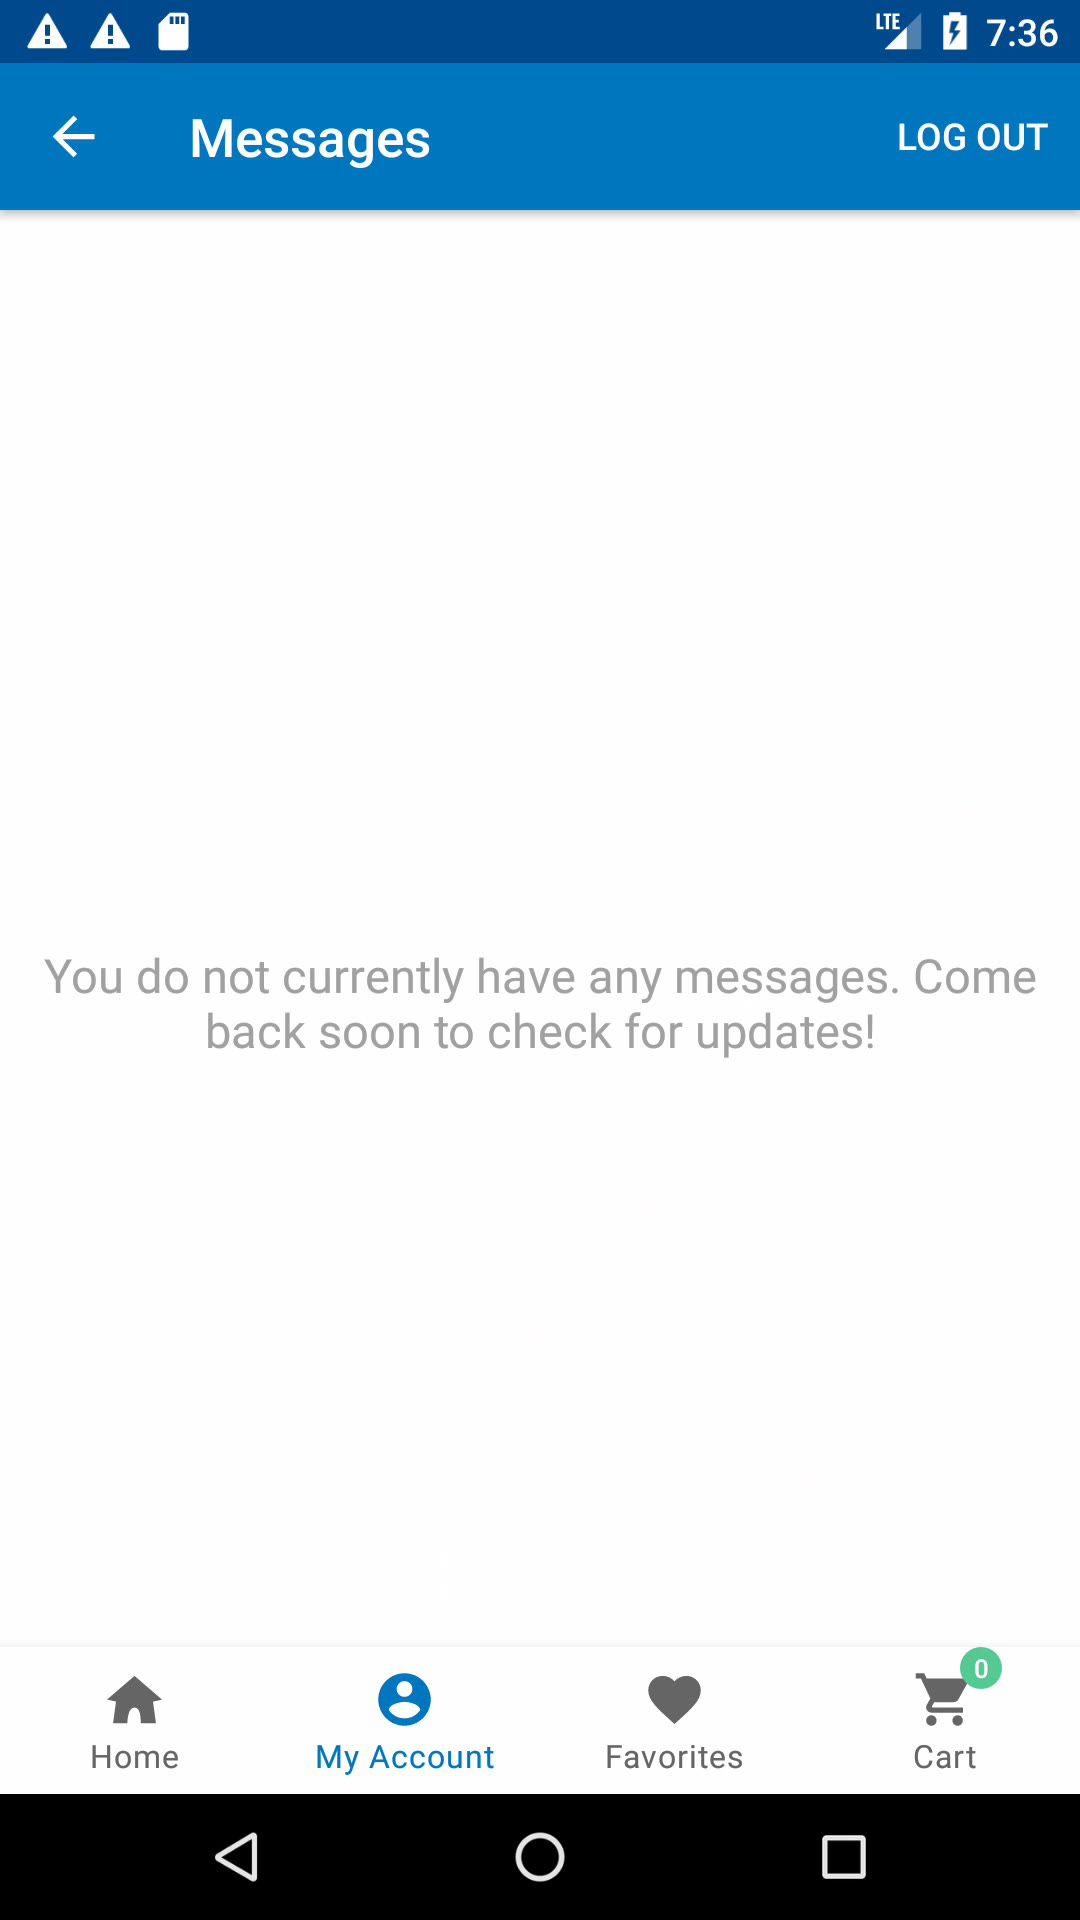 LTE 7:36
Messages LOG OUT
You do not currently have any messages. Come
back soon to check for updates!
0
Home My Account Favorites Cart